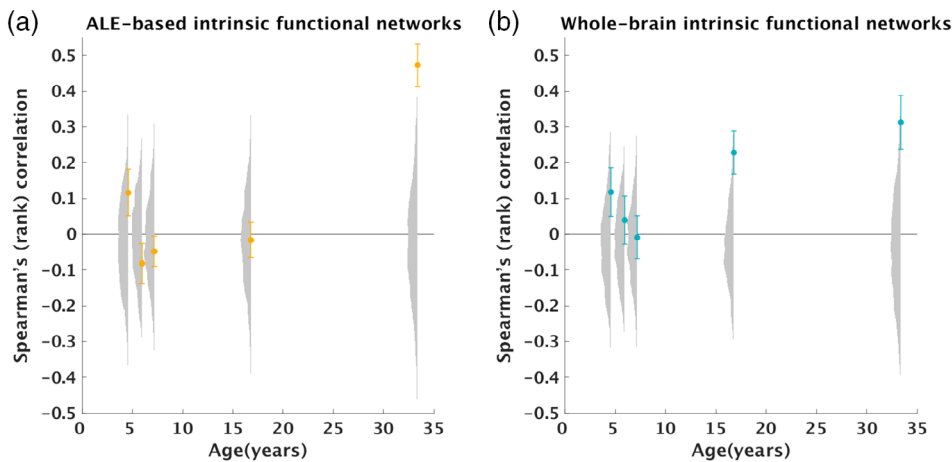 (a) ALE-based intrinsic functional networks
Spearman's (rank) correlation
0.5
0.4
0.3
0.2
0.1
0
-0.1
-0.2
-0.3
-0.4
-0.5
0 5 10 15 20 25 30 35
Age(years)
(b) Whole-brain intrinsic functional networks
Spearman's (rank) correlation
0.5
0.4
0.3
0.2
0.1
0
-0.1
-0.2
-0.3
-0.4
-0.5
0 5 10 15 20 25 30 35
Age(years)